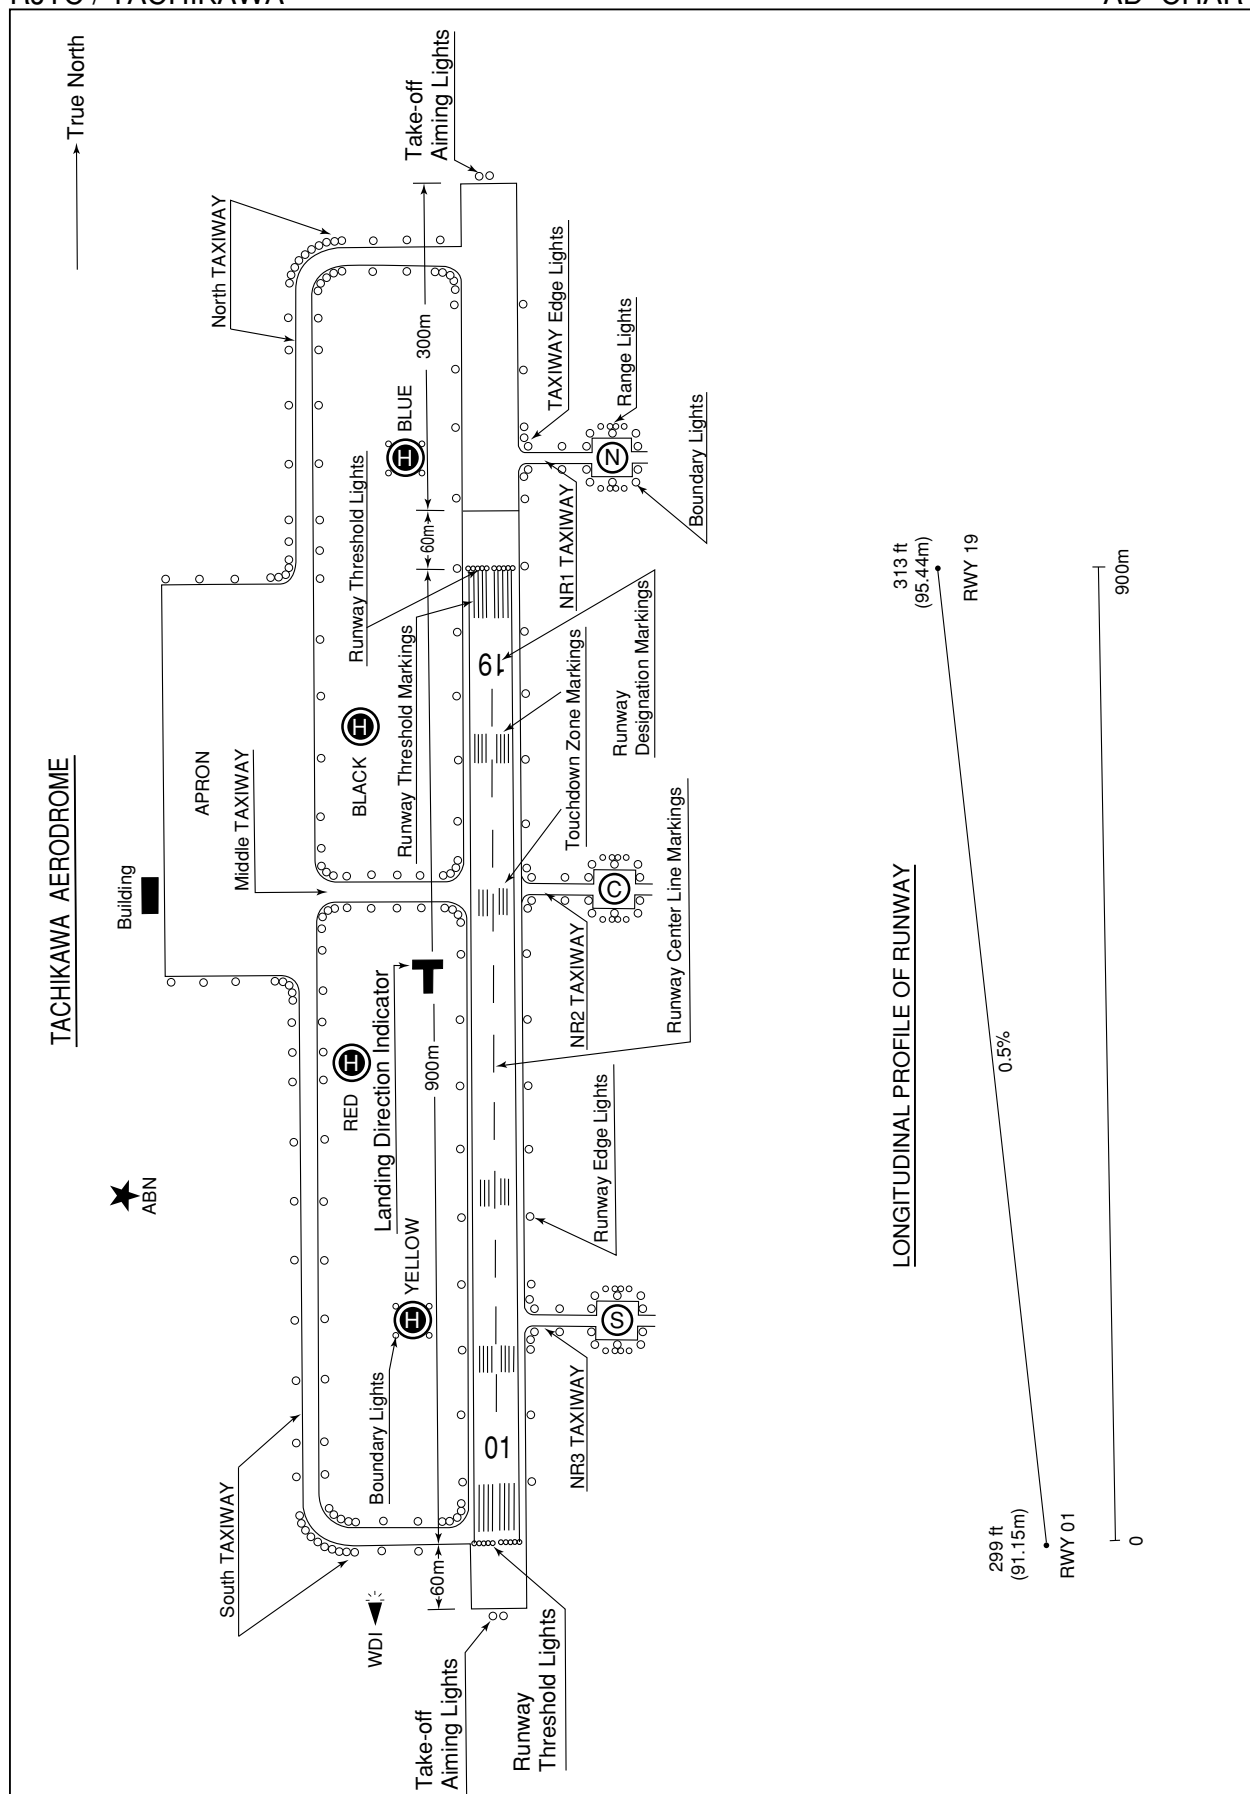 RJTC / TACHIKAWA
AD CHAR
TACHIKAWA AERODROME
True North
Take-off
Aiming Lights
North TAXIWAY
300m
TAXIWAY Edge Lights
Range Lights
BLUE
H
Boundary Lights
N
Runway Threshold Lights
60m
NR1 TAXIWAY
Runway Threshold Markings
19
Touchdown Zone Markings
Runway
Designation Markings
APRON
Middle TAXIWAY
BLACK
H
Building
Runway Center Line Markings
C
NR2 TAXIWAY
Landing Direction Indicator
900m
RED
H
ABN
YELLOW
H
Runway Edge Lights
S
Boundary Lights
NR3 TAXIWAY
01
South TAXIWAY
60m
WDI
Take-off
Aiming Lights
Runway
Threshold Lights
LONGITUDINAL PROFILE OF RUNWAY
313 ft
(95.44m)
RWY 19
900m
0.5%
299 ft
(91.15m)
RWY 01
0